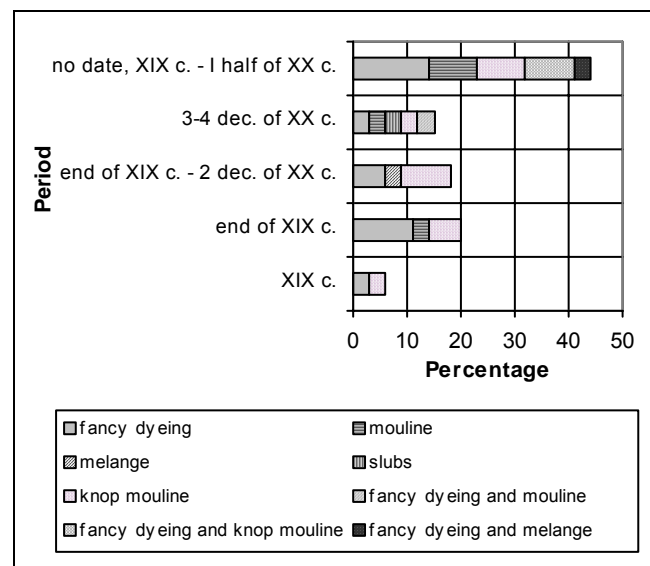 no date, XIX c. - I half of XX c.
3-4 dec. of XX c.
end of XIX c. - 2 dec. of XX c.
end of XIX c.
XIX c.
Period
0 10 20 30 40 50
Percentage
fancy dyeing mouline
melange slubs
knop mouline fancy dyeing and mouline
fancy dyeing and knop mouline fancy dyeing and melange